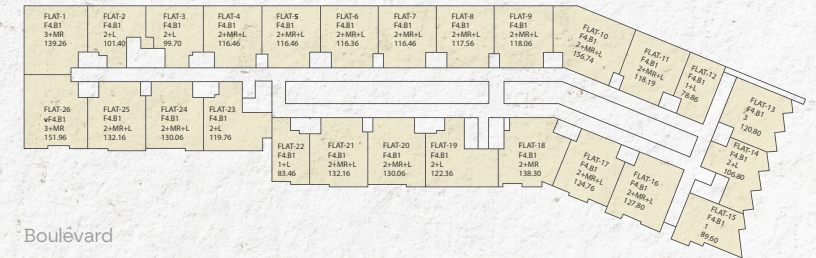 FLAT-1
F4.B1
3+MR
139.26
FLAT-2
F4.B1
2+L
101.40
FLAT-3
F4.B1
2+L
99.70
FLAT-4
F4.B1
2+MR+L
116.46
FLAT-5
F4.B1
2+MR+L
116.46
FLAT-6
F4.B1
2+MR+L
116.36
FLAT-7
F4.B1
2+MR+L
116.46
FLAT-8
F4.B1
2+MR+L
117.56
FLAT-9
F4.B1
2+MR+L
118.06
FLAT-10
F4.B1
2+MR+L
156.74
FLAT-11
F4.B1
2+MR+L
118.19
FLAT-12
F4.B1
1+L
78.86
FLAT-13
F4.B1
3
120.80
FLAT-14
F4.B1
2+L
106.80
FLAT-15
F4.B1
1
89.60
FLAT-16
F4.B1
2+MR+L
127.80
FLAT-17
F4.B1
2+MR+L
124.76
FLAT-18
F4.B1
2+MR
138.30
FLAT-19
F4.B1
2+L
122.36
FLAT-20
F4.B1
2+MR+L
130.06
FLAT-21
F4.B1
2+MR+L
132.16
FLAT-22
F4.B1
1+L
83.46
FLAT-23
F4.B1
2+L
119.76
FLAT-24
F4.B1
2+MR+L
130.06
FLAT-25
F4.B1
2+MR+L
132.16
FLAT-26
vF4.B1
3+MR
151.96
Boulevard